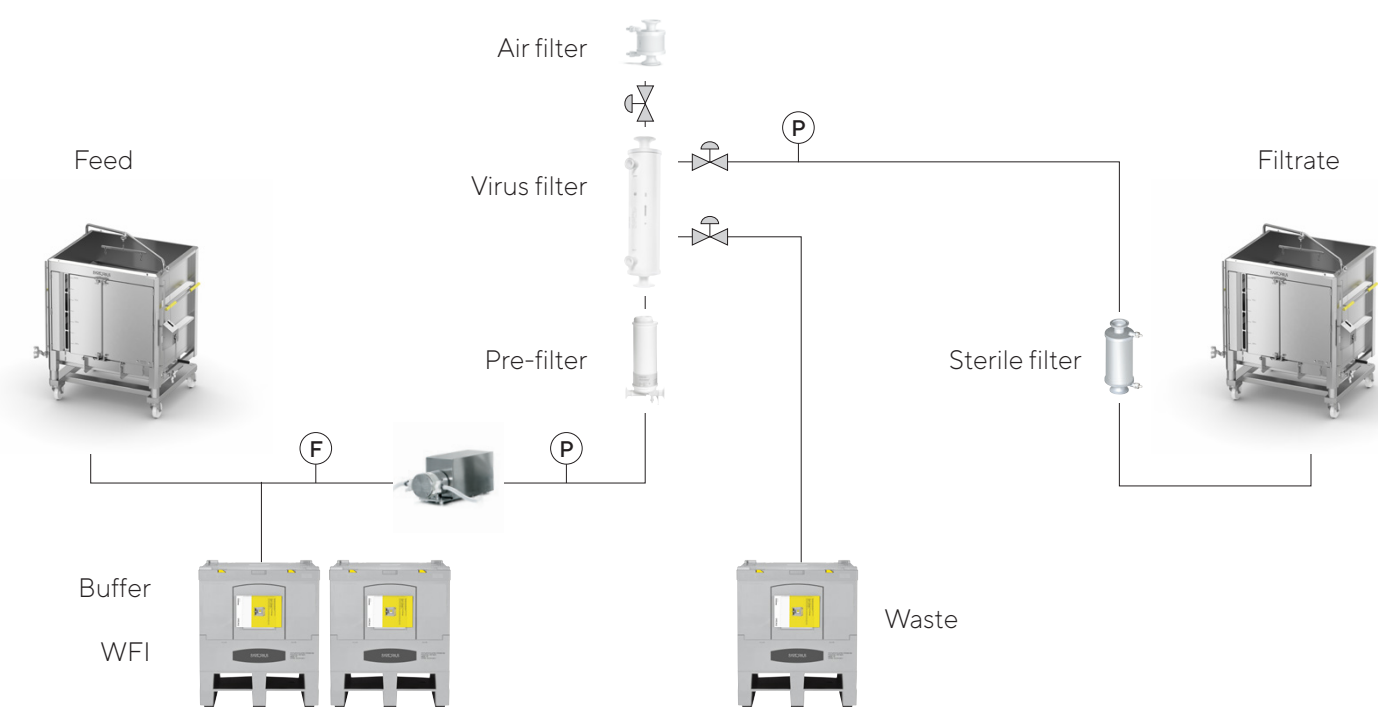 Air filter
P
Feed
Filtrate
Virus filter
Pre-filter
Sterile filter
F
P
Buffer
WFI
Waste